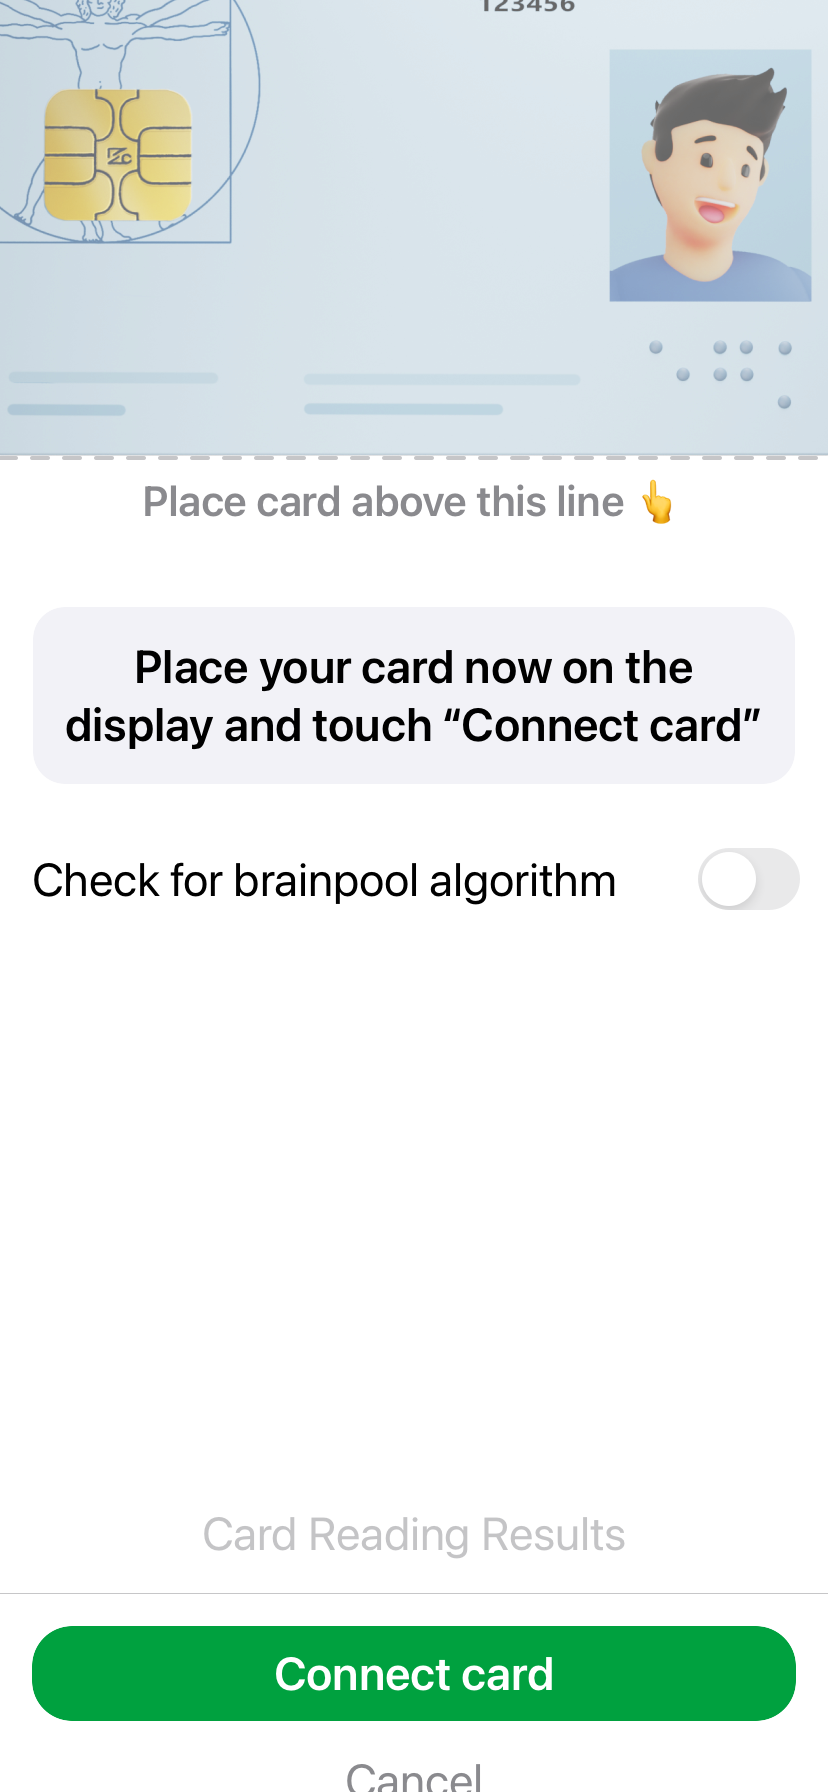 123456
Place card above this line 👆
Place your card now on the
display and touch “Connect card”
Check for brainpool algorithm
Card Reading Results
Connect card
Cancel